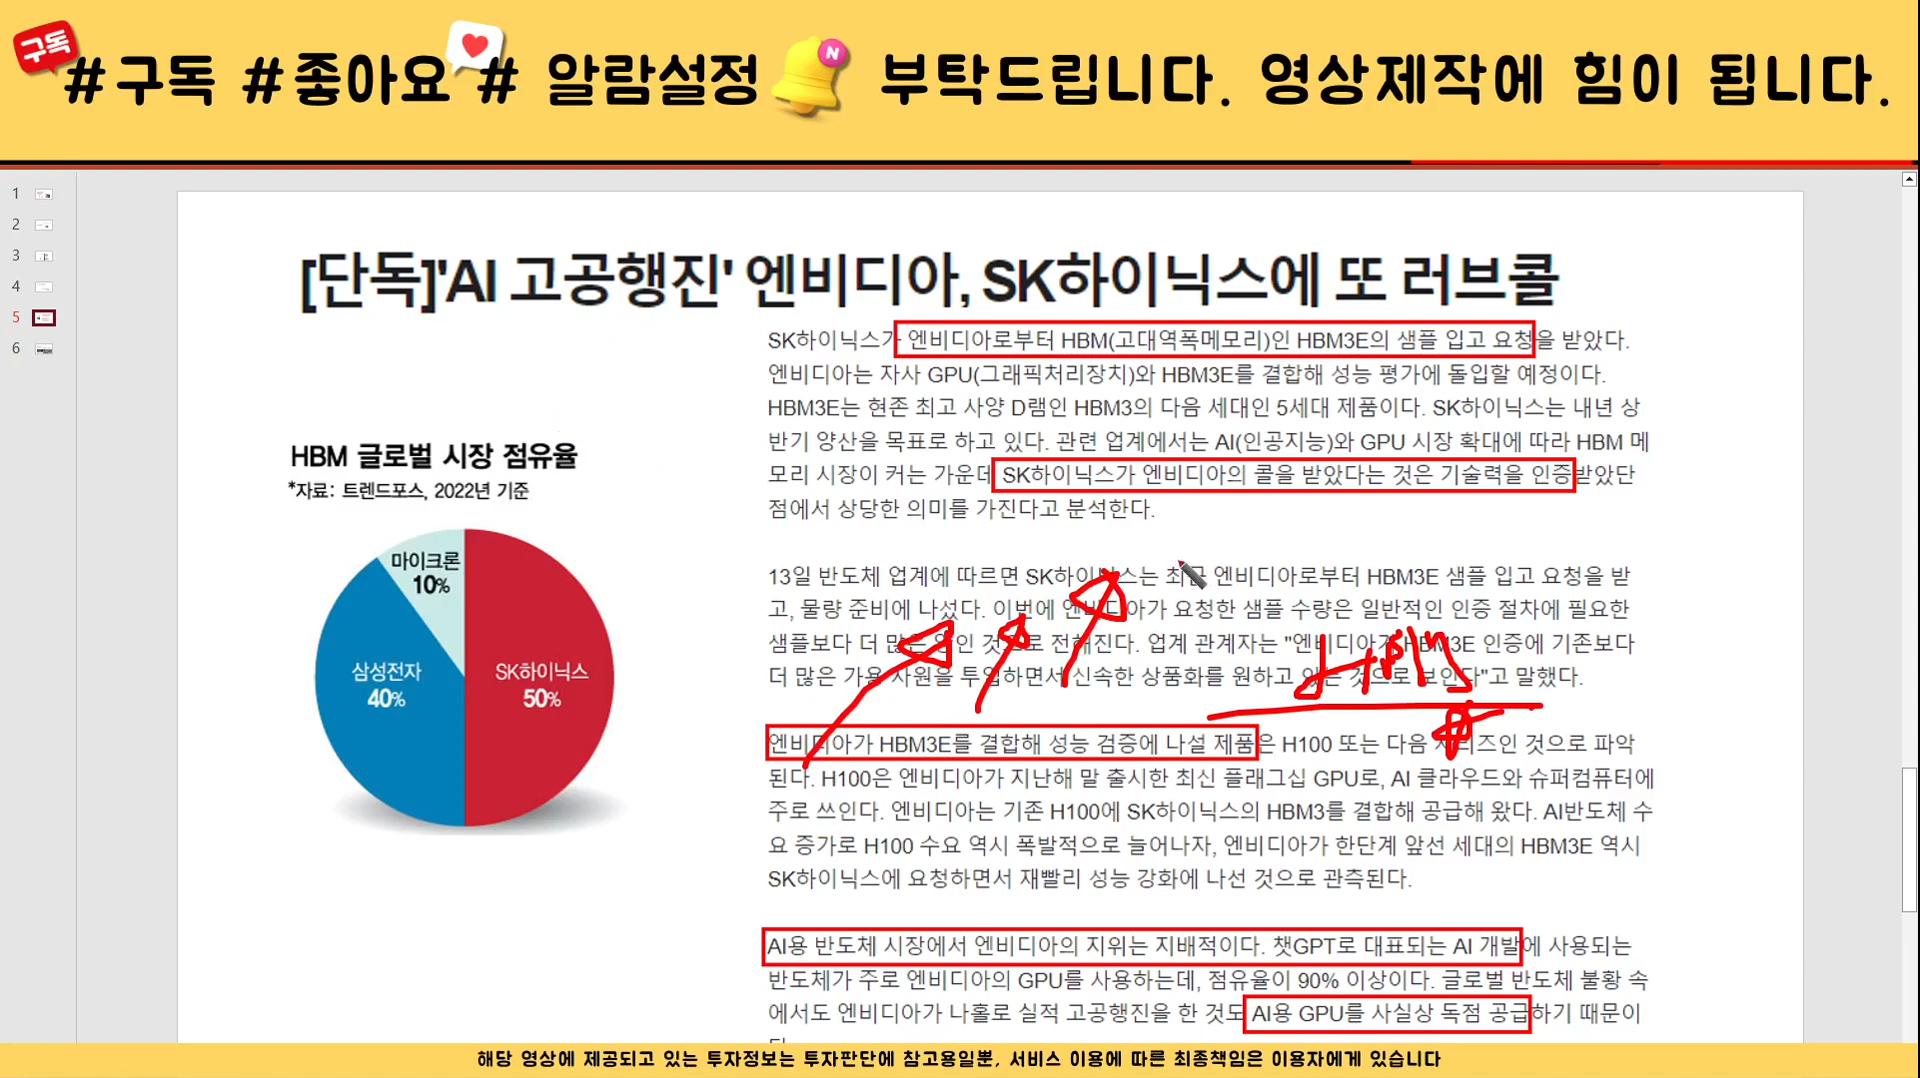 구독
#구독 #좋아요 # 알람설정 N 부탁드립니다. 영상제작에 힘이 됩니다.
1
2
3
4
5
6
[단독]'AI 고공행진' 엔비디아, SK하이닉스에 또 러브콜
HBM 글로벌 시장 점유율
*자료: 트렌드포스, 2022년 기준
마이크론
10%
삼성전자
40%
SK하이닉스
50%
SK하이닉스가 엔비디아로부터 HBM(고대역폭메모리)인 HBM3E의 샘플 입고 요청을 받았다.
엔비디아는 자사 GPU(그래픽처리장치)와 HBM3E를 결합해 성능 평가에 돌입할 예정이다.
HBM3E는 현존 최고 사양 D램인 HBM3의 다음 세대인 5세대 제품이다. SK하이닉스는 내년 상
반기 양산을 목표로 하고 있다. 관련 업계에서는 AI(인공지능)와 GPU 시장 확대에 따라 HBM 메
모리 시장이 커는 가운데 SK하이닉스가 엔비디아의 콜을 받았다는 것은 기술력을 인증받았단
점에서 상당한 의미를 가진다고 분석한다.
13일 반도체 업계에 따르면 SK하이닉스는 최근 엔비디아로부터 HBM3E 샘플 입고 요청을 받
고, 물량 준비에 나섰다. 이번에 엔비디아가 요청한 샘플 수량은 일반적인 인증 절차에 필요한
샘플보다 더 많은 양인 것으로 전해진다. 업계 관계자는 "엔비디아가 HBM3E 인증에 기존보다
더 많은 가용 자원을 투입하면서 신속한 상품화를 원하고 있는 것으로 보인다"고 말했다.
엔비디아가 HBM3E를 결합해 성능 검증에 나설 제품은 H100 또는 다음 시리즈인 것으로 파악
된다. H100은 엔비디아가 지난해 말 출시한 최신 플래그십 GPU로, AI 클라우드와 슈퍼컴퓨터에
주로 쓰인다. 엔비디아는 기존 H100에 SK하이닉스의 HBM3를 결합해 공급해 왔다. AI반도체 수
요 증가로 H100 수요 역시 폭발적으로 늘어나자, 엔비디아가 한단계 앞선 세대의 HBM3E 역시
SK하이닉스에 요청하면서 재빨리 성능 강화에 나선 것으로 관측된다.
AI용 반도체 시장에서 엔비디아의 지위는 지배적이다. 챗GPT로 대표되는 AI 개발에 사용되는
반도체가 주로 엔비디아의 GPU를 사용하는데, 점유율이 90% 이상이다. 글로벌 반도체 불황 속
에서도 엔비디아가 나홀로 실적 고공행진을 한 것도 AI용 GPU를 사실상 독점 공급하기 때문이
해당 영상에 제공되고 있는 투자정보는 투자판단에 참고용일뿐, 서비스 이용에 따른 최종책임은 이용자에게 있습니다